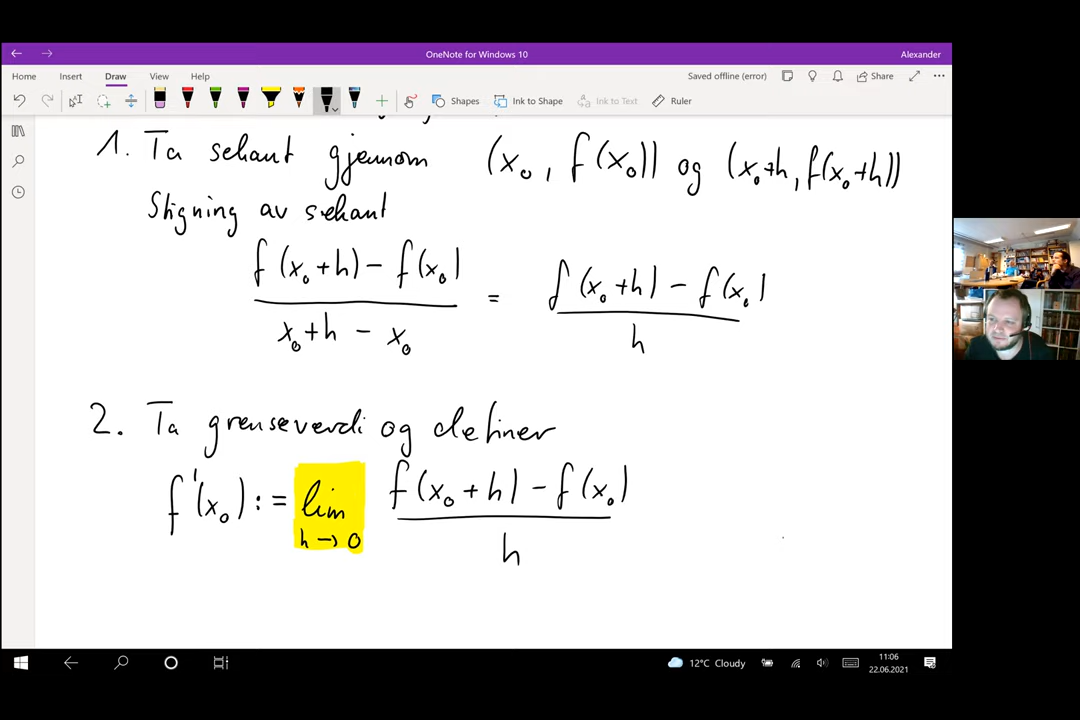 OneNote for Windows 10
Alexander
Home Insert Draw View Help
Saved offline (error)
Share
Shapes Ink to Shape Ink to Text Ruler
1. Ta sekant gjennom (x₀, f(x₀)) og (x₀+h, f(x₀+h))
Stigning av sekant
f(x₀+h) − f(x₀) / x₀+h − x₀ = f(x₀+h) − f(x₀) / h
2. Ta grenseverdi og definer
f'(x₀) := lim h→0 f(x₀+h) − f(x₀) / h
12°C Cloudy
11:06
22.06.2021